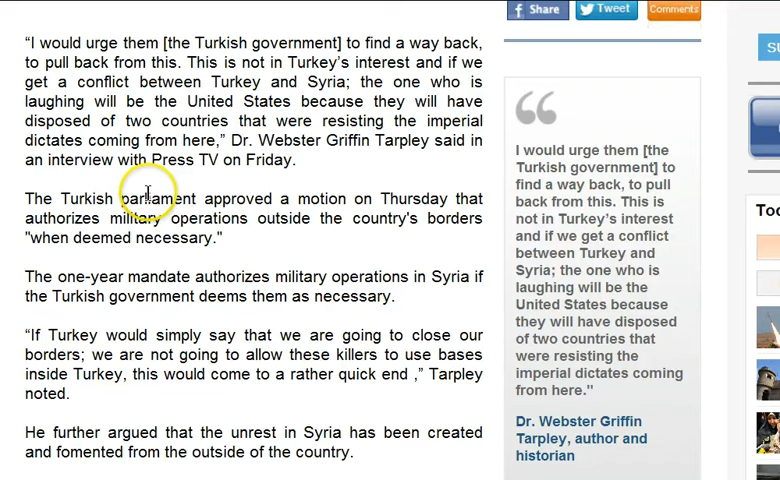 Share
Tweet
Comments
“I would urge them [the Turkish government] to find a way back,
to pull back from this. This is not in Turkey’s interest and if we
get a conflict between Turkey and Syria; the one who is
laughing will be the United States because they will have
disposed of two countries that were resisting the imperial
dictates coming from here,” Dr. Webster Griffin Tarpley said in
an interview with Press TV on Friday.
The Turkish parliament approved a motion on Thursday that
authorizes military operations outside the country's borders
"when deemed necessary."
The one-year mandate authorizes military operations in Syria if
the Turkish government deems them as necessary.
“If Turkey would simply say that we are going to close our
borders; we are not going to allow these killers to use bases
inside Turkey, this would come to a rather quick end ,” Tarpley
noted.
He further argued that the unrest in Syria has been created
and fomented from the outside of the country.
I would urge them [the
Turkish government] to
find a way back, to pull
back from this. This is
not in Turkey’s interest
and if we get a conflict
between Turkey and
Syria; the one who is
laughing will be the
United States because
they will have disposed
of two countries that
were resisting the
imperial dictates coming
from here."
Dr. Webster Griffin
Tarpley, author and
historian